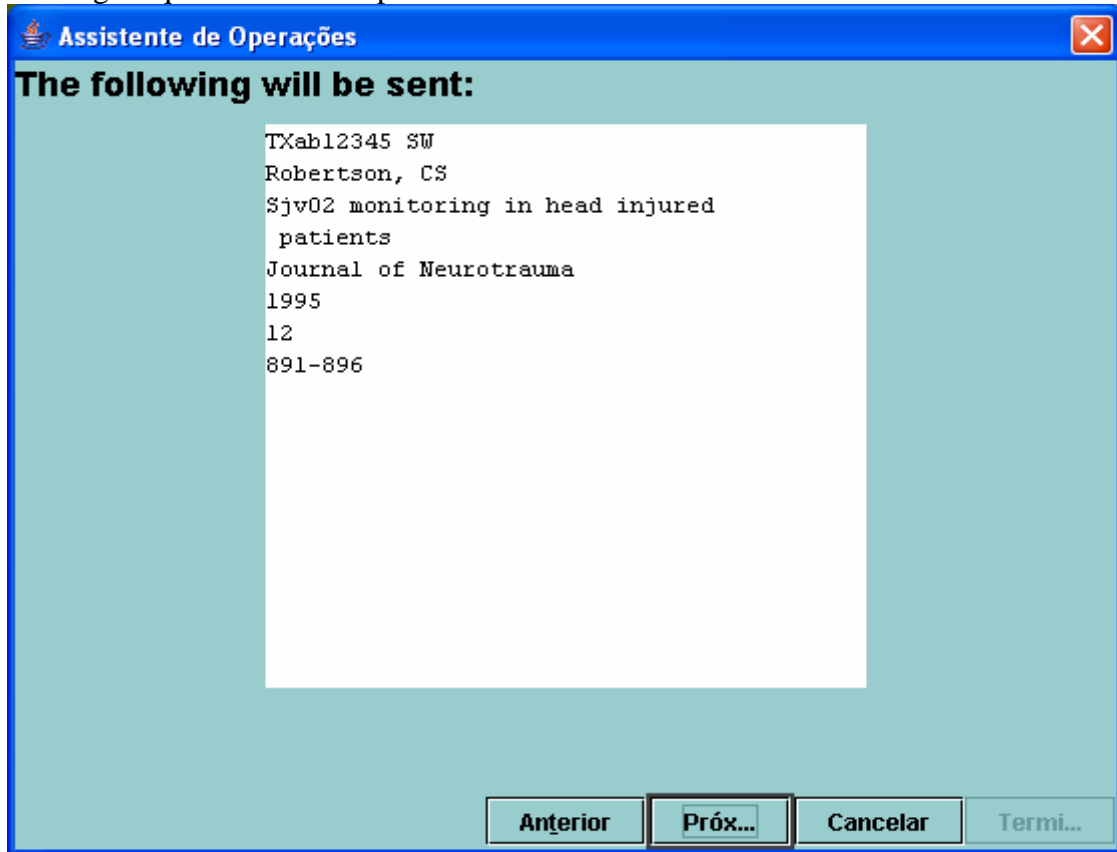 Assistente de Operações
The following will be sent:
TXab12345 SW
Robertson, CS
SjvO2 monitoring in head injured
patients
Journal of Neurotrauma
1995
12
891-896
Anterior
Próx...
Cancelar
Termi...